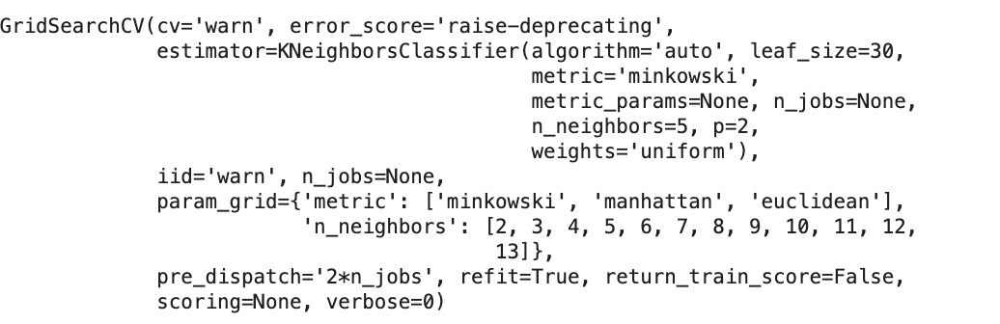 GridSearchCV(cv='warn', error_score='raise-deprecating',
             estimator=KNeighborsClassifier(algorithm='auto', leaf_size=30,
                                            metric='minkowski',
                                            metric_params=None, n_jobs=None,
                                            n_neighbors=5, p=2,
                                            weights='uniform'),
             iid='warn', n_jobs=None,
             param_grid={'metric': ['minkowski', 'manhattan', 'euclidean'],
                         'n_neighbors': [2, 3, 4, 5, 6, 7, 8, 9, 10, 11, 12,
                                         13]},
             pre_dispatch='2*n_jobs', refit=True, return_train_score=False,
             scoring=None, verbose=0)